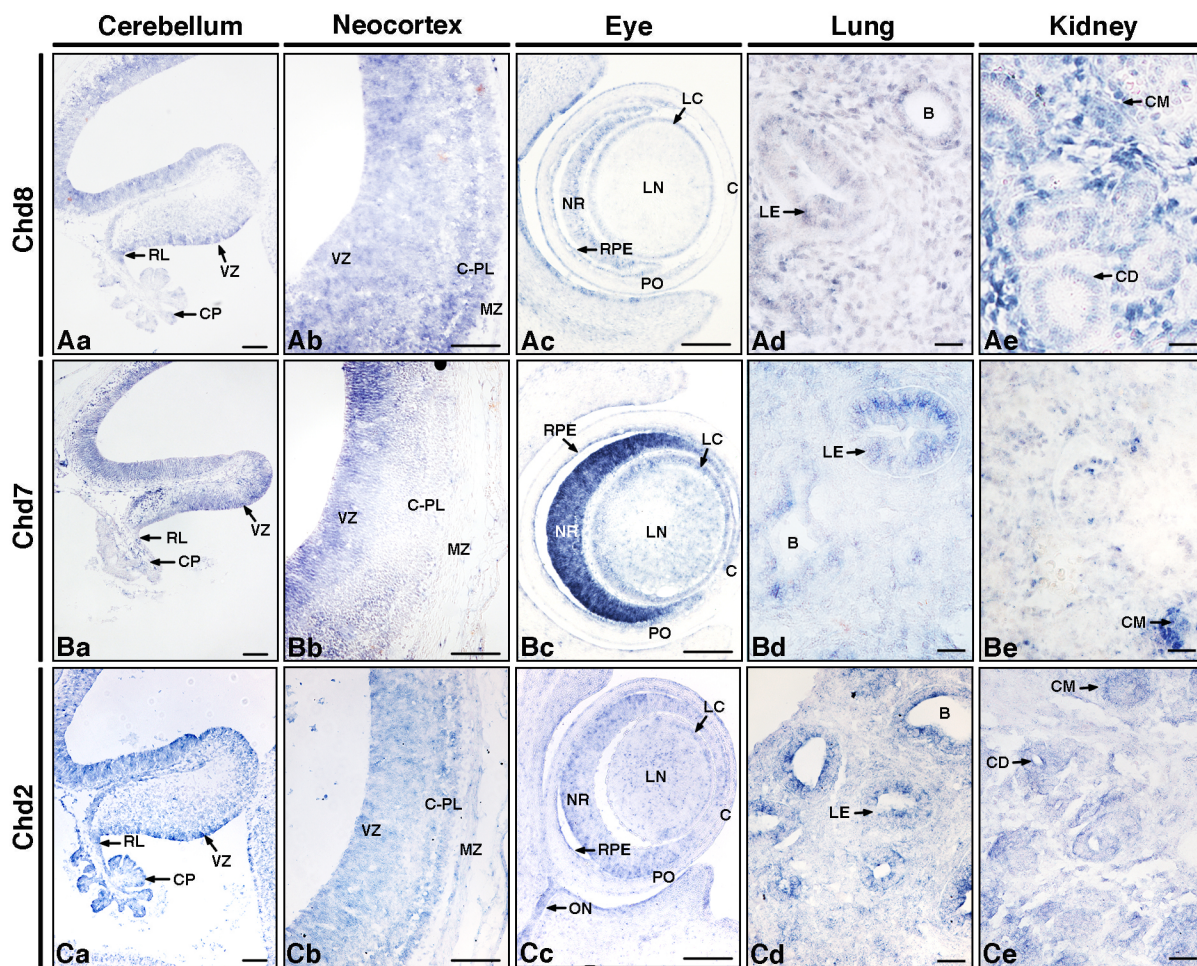 Cerebellum Neocortex Eye Lung Kidney
Chd8
RL
VZ
CP
Aa
VZ
C-PL
MZ
Ab
LC
LN
NR
C
RPE
PO
Ac
B
LE
Ad
CM
CD
Ae
Chd7
VZ
RL
CP
Ba
VZ
C-PL
MZ
Bb
RPE
LC
NR
LN
C
PO
Bc
LE
B
Bd
CM
Be
Chd2
RL
VZ
CP
Ca
C-PL
VZ
MZ
Cb
LC
LN
NR
C
RPE
PO
ON
Cc
B
LE
Cd
CM
CD
Ce